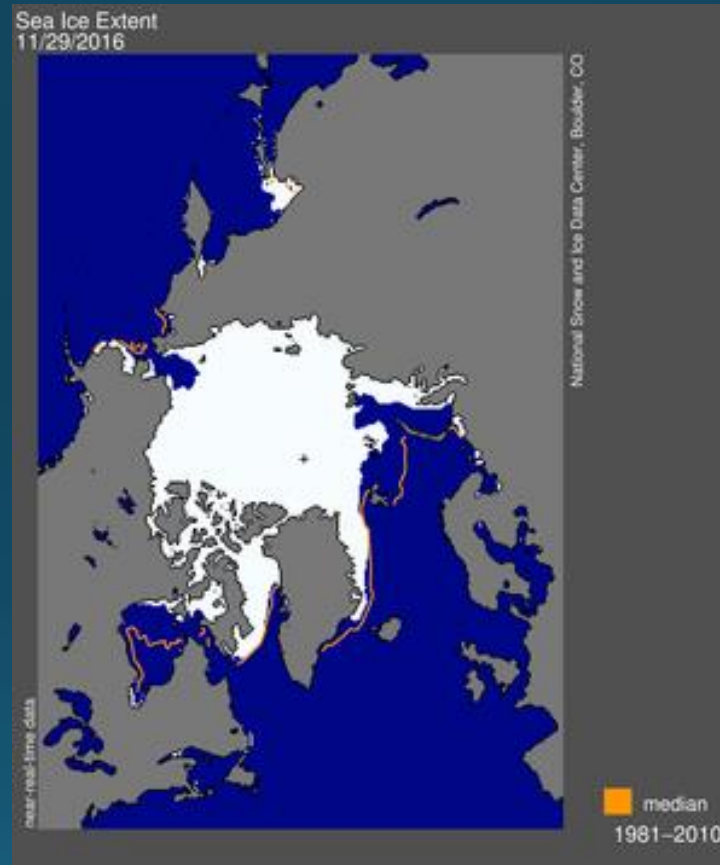 Sea Ice Extent
11/29/2016
National Snow and Ice Data Center, Boulder, CO
near-real-time data
median
1981–2010